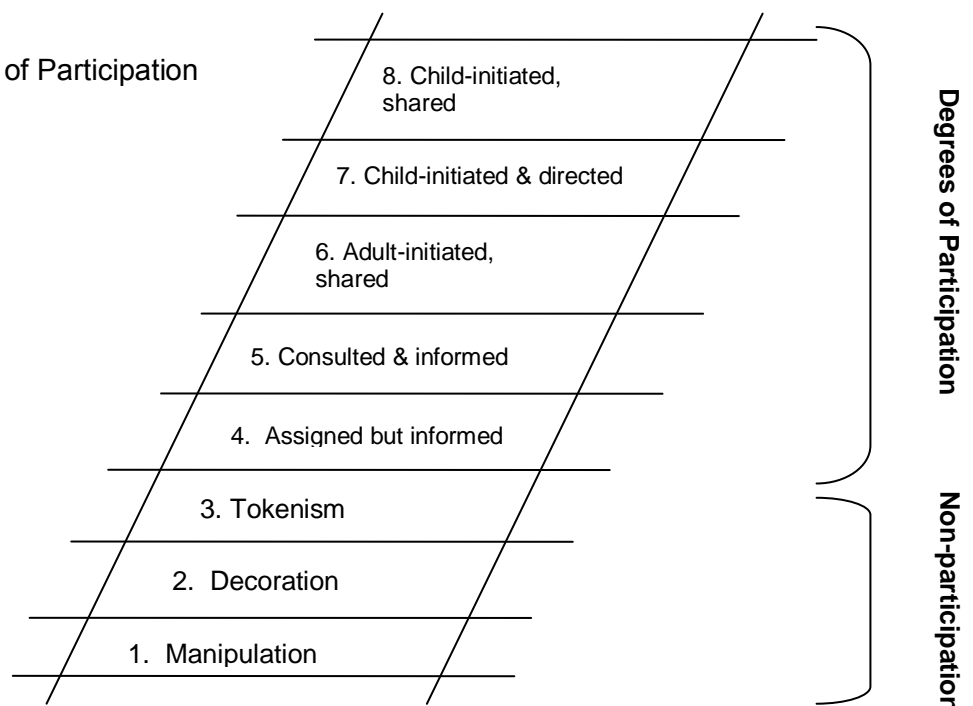 of Participation
8. Child-initiated,
shared
7. Child-initiated & directed
6. Adult-initiated,
shared
5. Consulted & informed
4. Assigned but informed
3. Tokenism
2. Decoration
1. Manipulation
Degrees of Participation
Non-participation